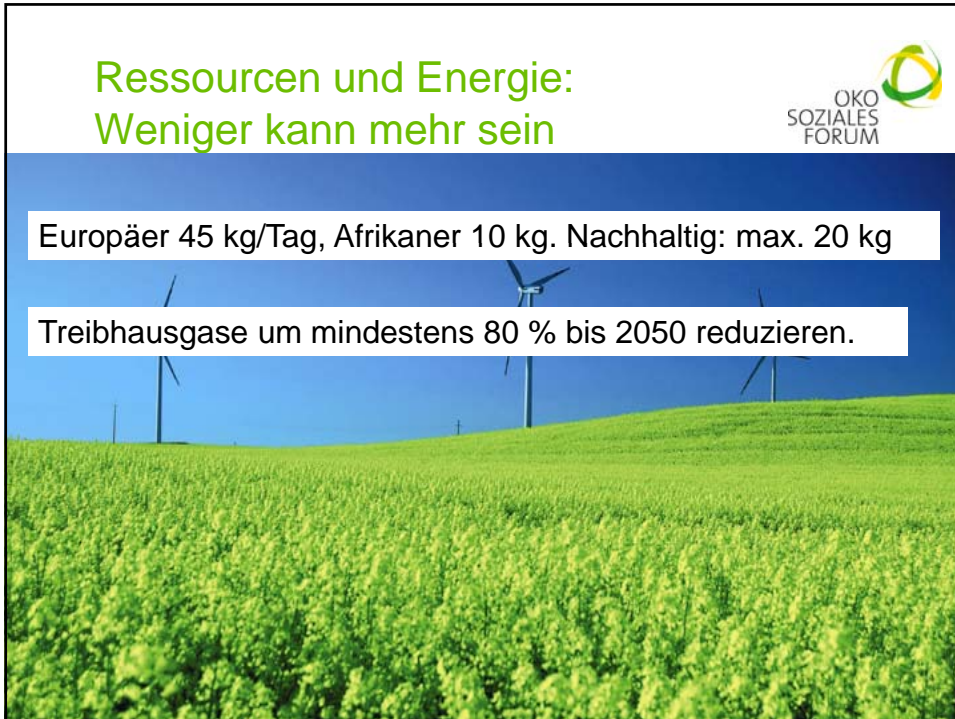 Ressourcen und Energie:
Weniger kann mehr sein
ÖKO
SOZIALES
FORUM
Europäer 45 kg/Tag, Afrikaner 10 kg. Nachhaltig: max. 20 kg
Treibhausgase um mindestens 80 % bis 2050 reduzieren.